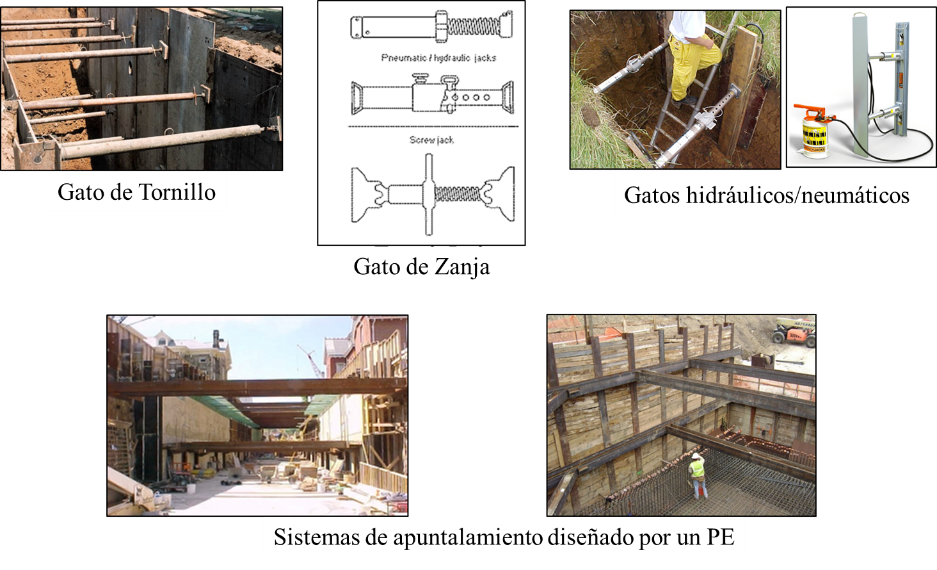 Pneumatic / hydraulic jacks
Screw jack
Gato de Tornillo
Gatos hidráulicos/neumáticos
Gato de Zanja
Sistemas de apuntalamiento diseñado por un PE